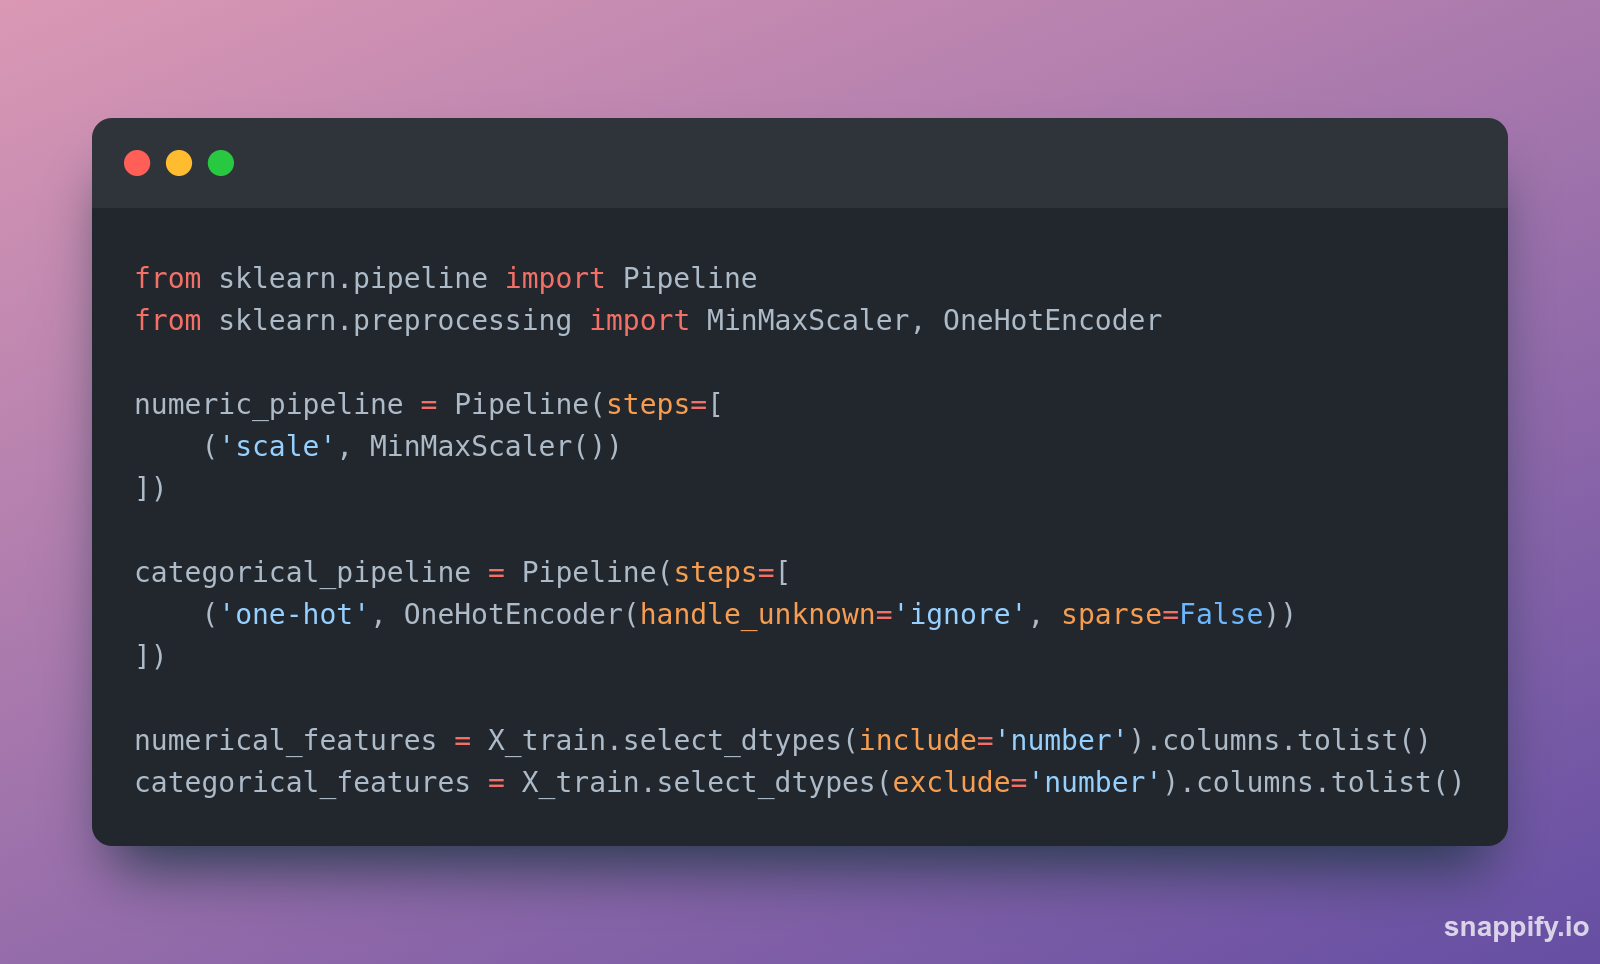 from sklearn.pipeline import Pipeline
from sklearn.preprocessing import MinMaxScaler, OneHotEncoder

numeric_pipeline = Pipeline(steps=[
    ('scale', MinMaxScaler())
])

categorical_pipeline = Pipeline(steps=[
    ('one-hot', OneHotEncoder(handle_unknown='ignore', sparse=False))
])

numerical_features = X_train.select_dtypes(include='number').columns.tolist()
categorical_features = X_train.select_dtypes(exclude='number').columns.tolist()
snappify.io